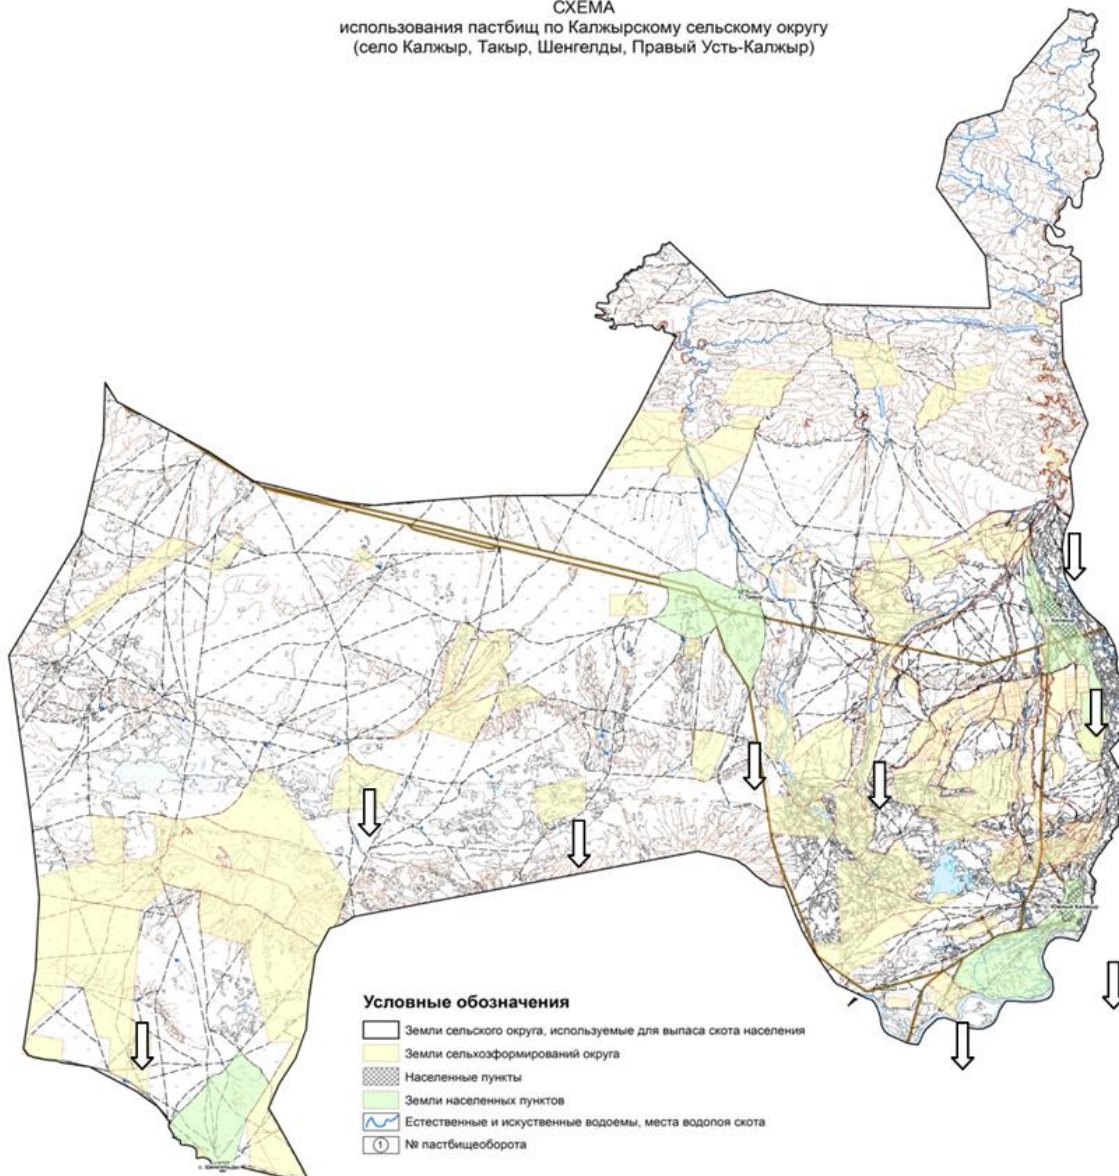 СХЕМА
использования пастбищ по Калжырскому сельскому округу
(село Калжыр, Такыр, Шенгелды, Правый Усть-Калжыр)
Условные обозначения
Земли сельского округа, используемые для выпаса скота населения
Земли сельхозформирований округа
Населенные пункты
Земли населенных пунктов
Естественные и искуственные водоемы, места водопоя скота
1 № пастбищеоборота